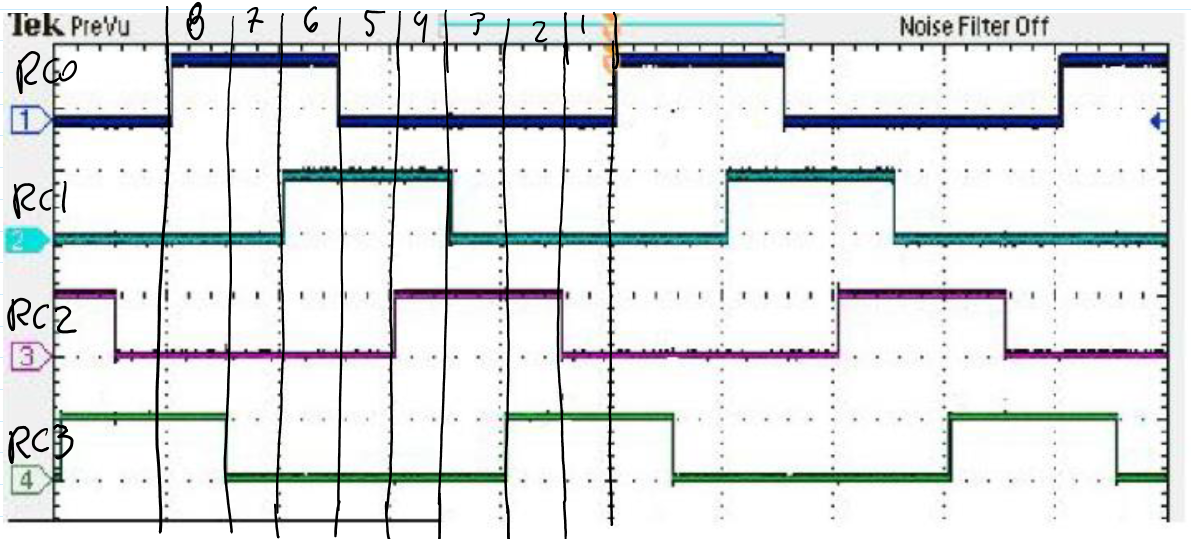 Tek PreVu
Noise Filter Off
8 7 6 5 4 3 2 1
RC0
1
RC1
2
RC2
3
RC3
4